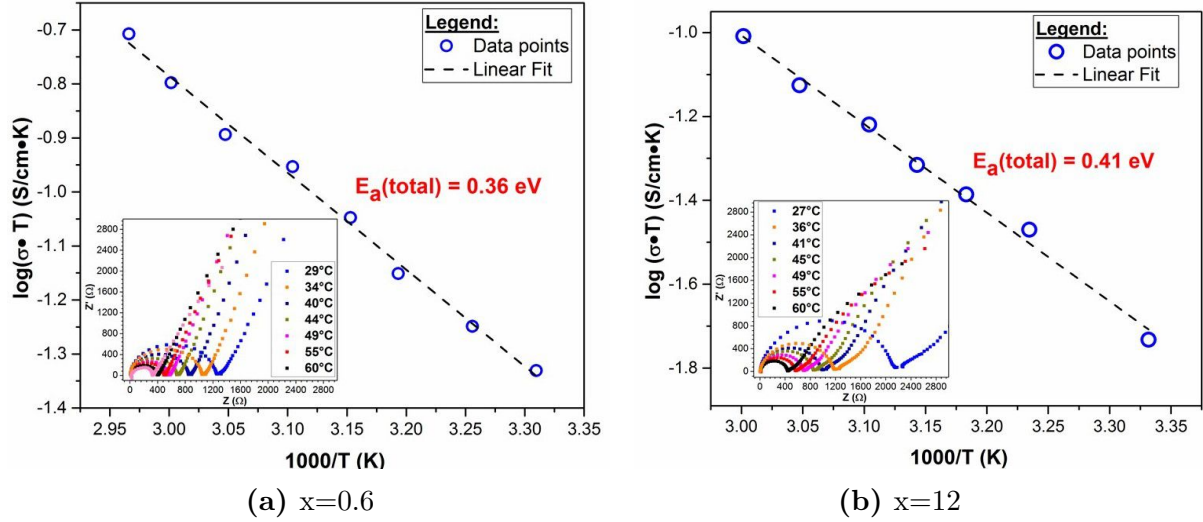 Legend:
Data points
Linear Fit
-0.7
-0.8
-0.9
-1.0
-1.1
-1.2
-1.3
-1.4
log(σ•T) (S/cm•K)
Ea(total) = 0.36 eV
2800
2400
2000
1600
1200
800
400
0
Z' (Ω)
29°C
34°C
40°C
44°C
49°C
55°C
60°C
0 400 800 1200 1600 2000 2400 2800
Z (Ω)
2.95 3.00 3.05 3.10 3.15 3.20 3.25 3.30 3.35
1000/T (K)
(a) x=0.6
Legend:
Data points
Linear Fit
-1.0
-1.2
-1.4
-1.6
-1.8
log (σ•T) (S/cm•K)
Ea(total) = 0.41 eV
2800
2400
2000
1600
1200
800
400
0
Z' (Ω)
27°C
36°C
41°C
45°C
49°C
55°C
60°C
0 400 800 1200 1600 2000 2400 2800
Z (Ω)
3.00 3.05 3.10 3.15 3.20 3.25 3.30 3.35
1000/T (K)
(b) x=12